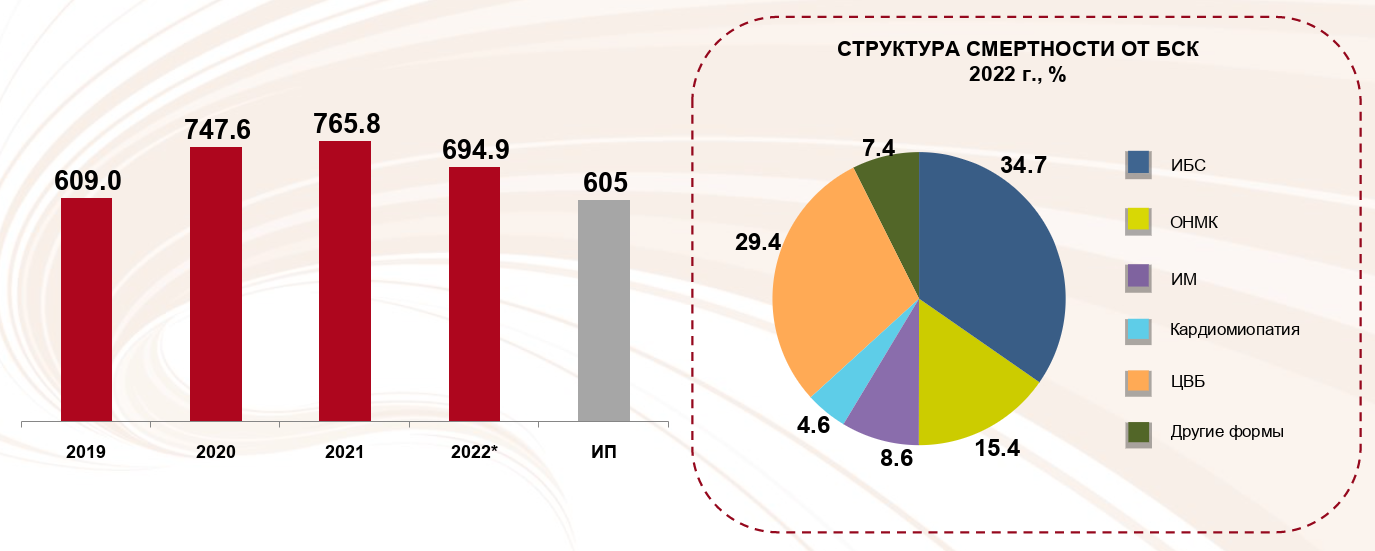 609.0
747.6
765.8
694.9
605
2019
2020
2021
2022*
ИП
СТРУКТУРА СМЕРТНОСТИ ОТ БСК
2022 г., %
7.4
34.7
29.4
4.6
8.6
15.4
ИБС
ОНМК
ИМ
Кардиомиопатия
ЦВБ
Другие формы